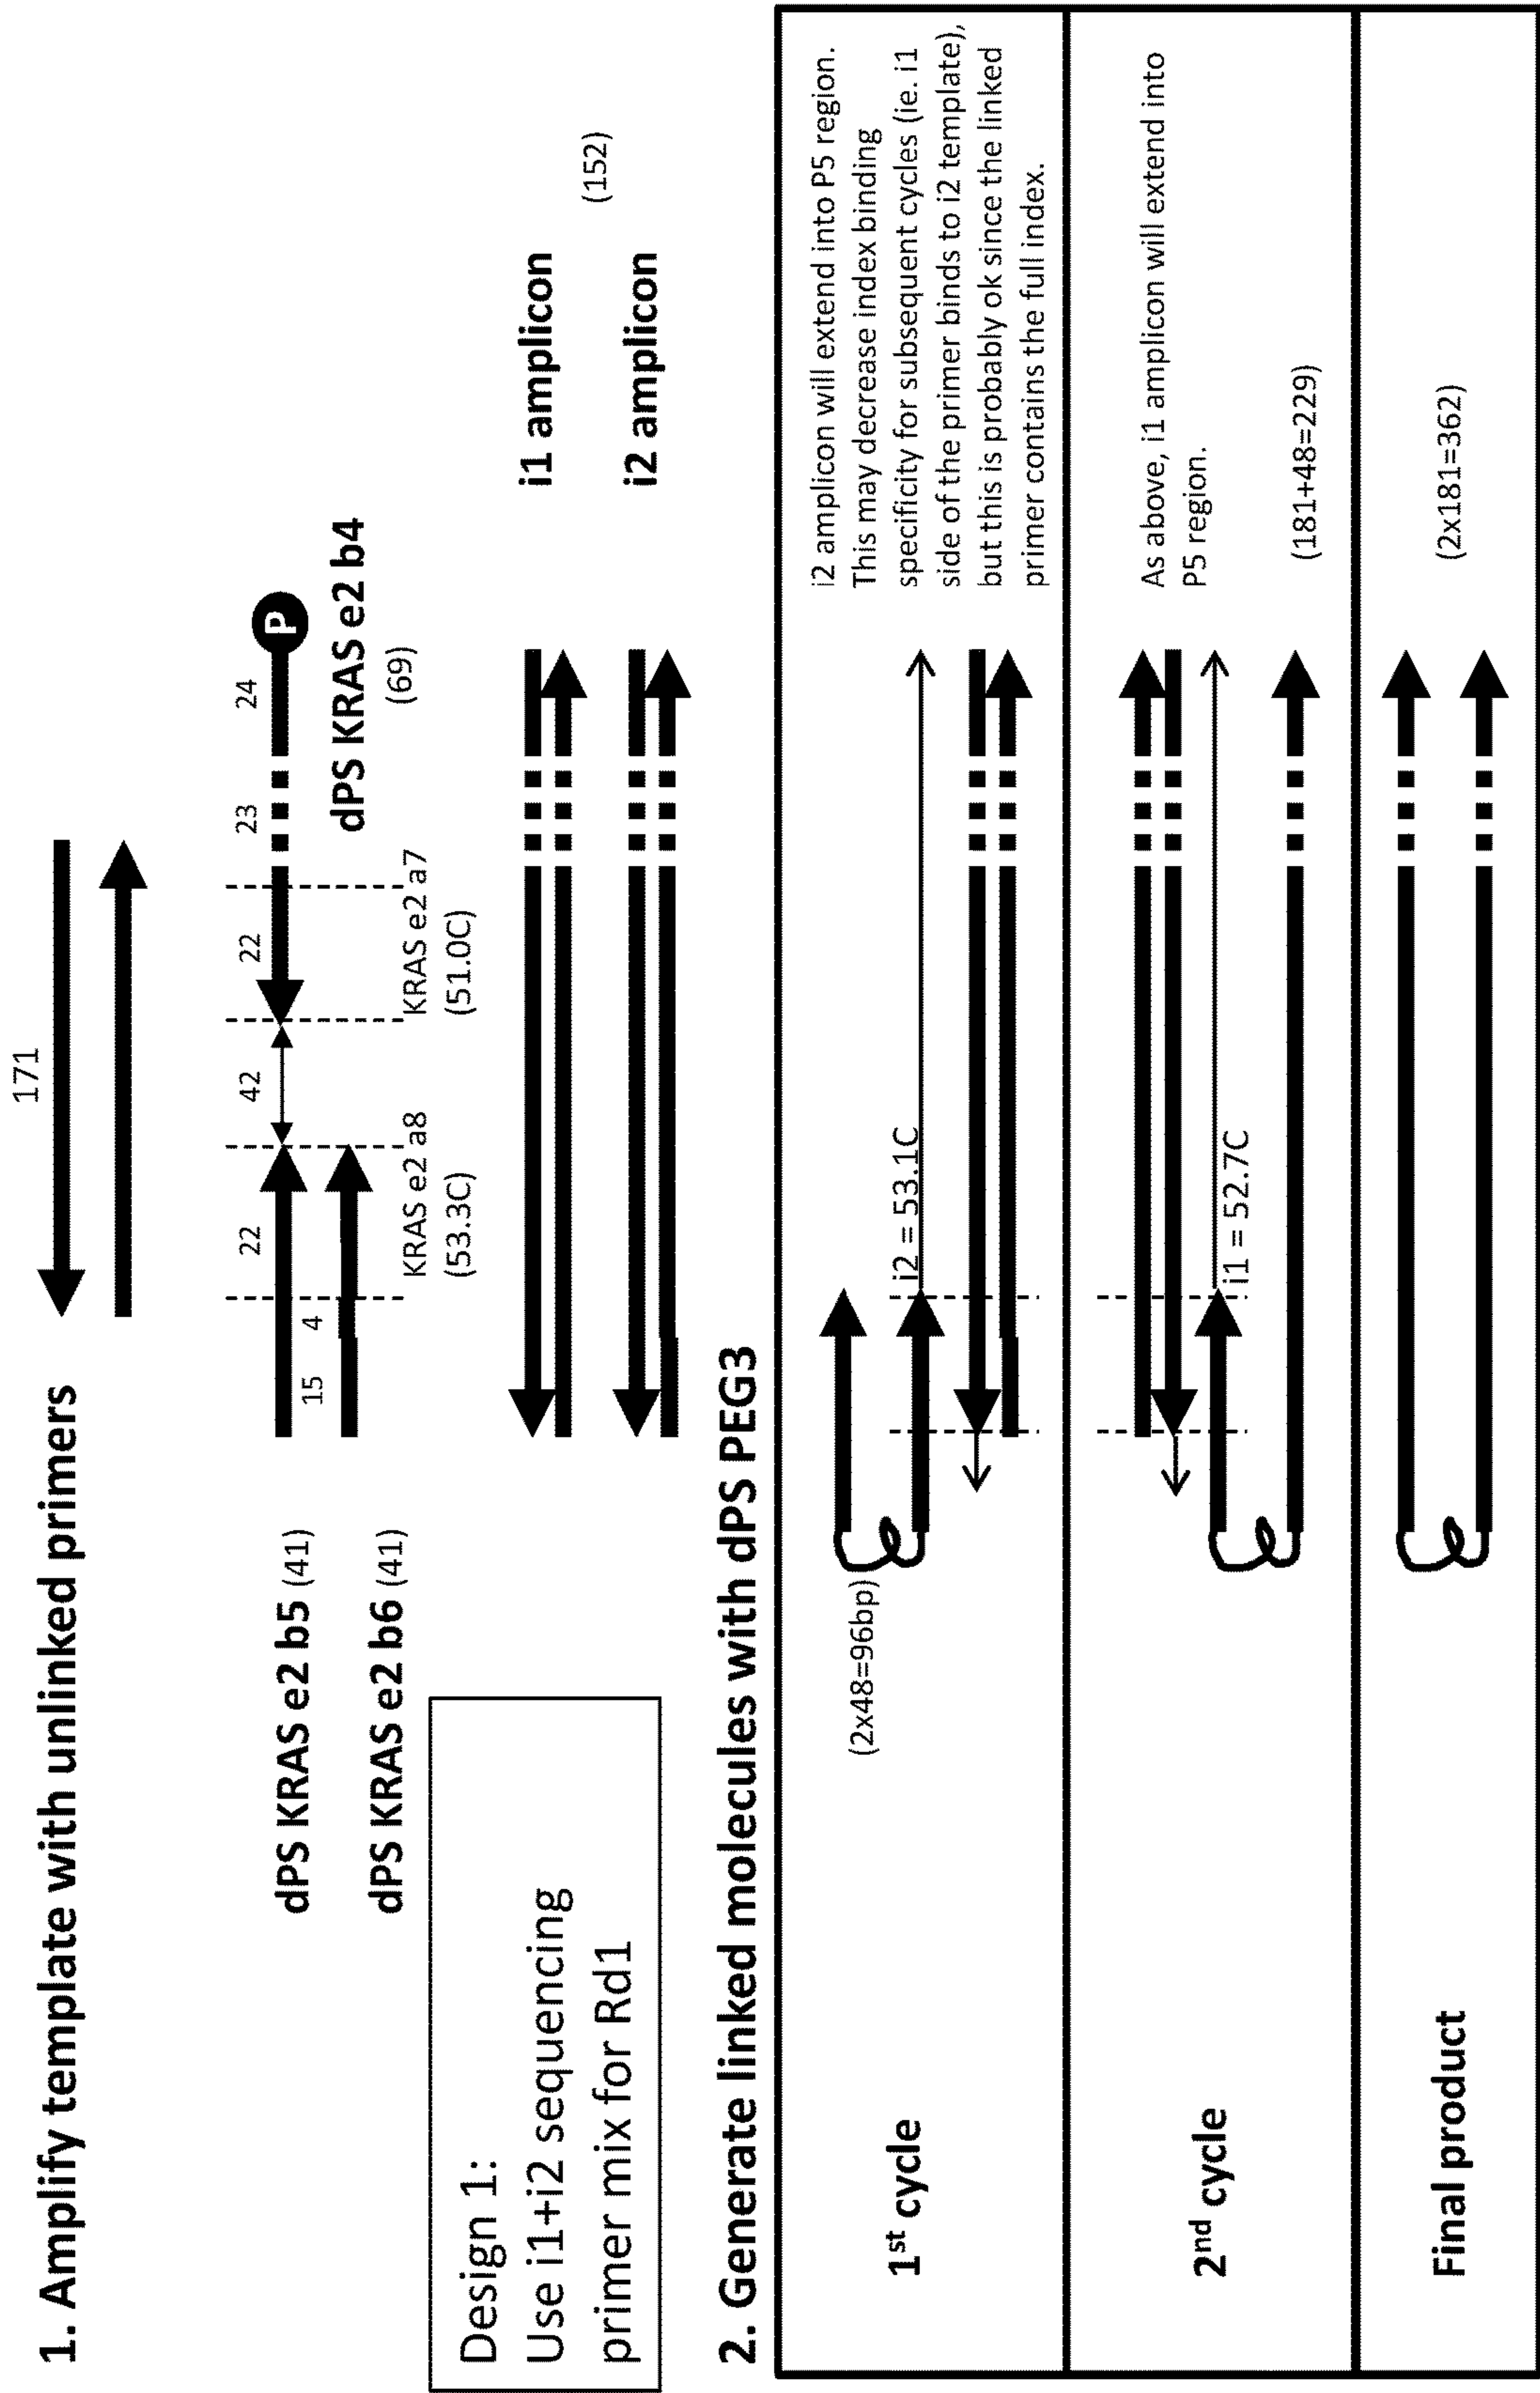 1. Amplify template with unlinked primers
171
dPS KRAS e2 b5 (41)
dPS KRAS e2 b6 (41)
15
4
22
42
22
23
24
P
KRAS e2 a8
(53.3C)
KRAS e2 a7
(51.0C)
dPS KRAS e2 b4
(69)
Design 1:
Use i1+i2 sequencing
primer mix for Rd1
i1 amplicon
(152)
i2 amplicon
2. Generate linked molecules with dPS PEG3
1st cycle
(2x48=96bp)
i2 = 53.1C
i2 amplicon will extend into P5 region.
This may decrease index binding
specificity for subsequent cycles (ie. i1
side of the primer binds to i2 template),
but this is probably ok since the linked
primer contains the full index.
2nd cycle
i1 = 52.7C
As above, i1 amplicon will extend into
P5 region.
(181+48=229)
Final product
(2x181=362)